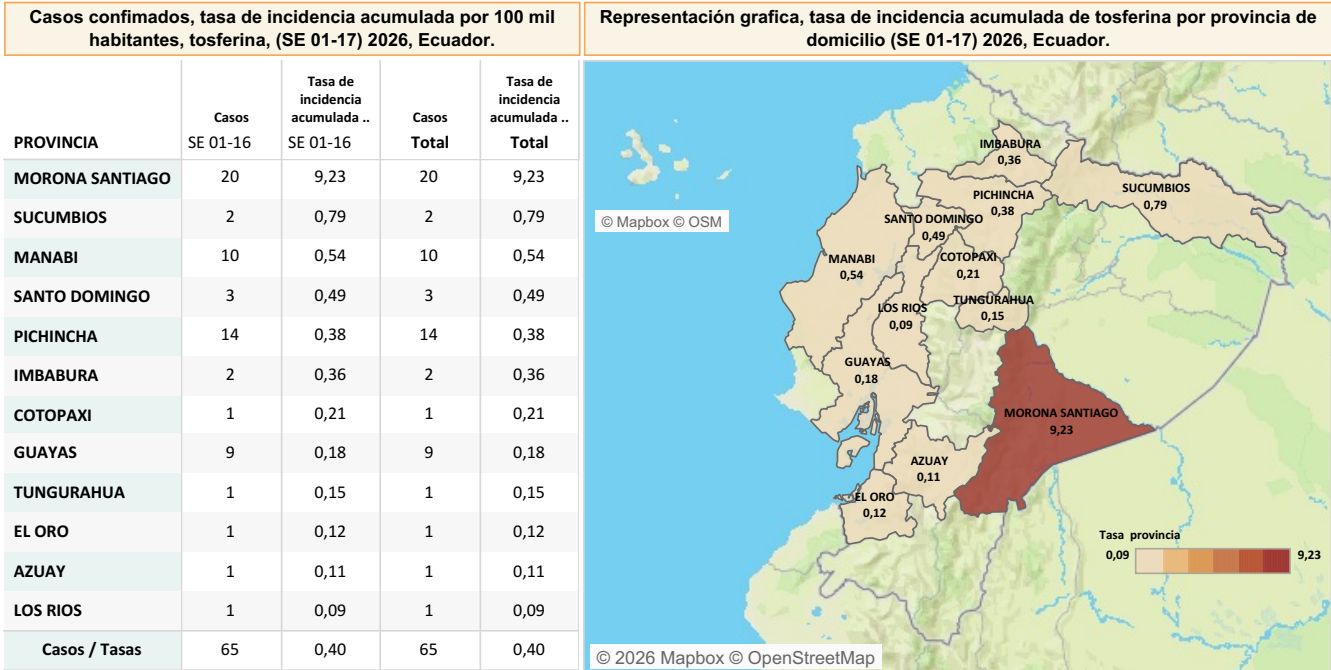 Casos confimados, tasa de incidencia acumulada por 100 mil
habitantes, tosferina, (SE 01-17) 2026, Ecuador.
Representación grafica, tasa de incidencia acumulada de tosferina por provincia de
domicilio (SE 01-17) 2026, Ecuador.
PROVINCIA
Casos
SE 01-16
Tasa de
incidencia
acumulada ..
SE 01-16
Casos
Total
Tasa de
incidencia
acumulada ..
Total
MORONA SANTIAGO 20 9,23 20 9,23
SUCUMBIOS 2 0,79 2 0,79
MANABI 10 0,54 10 0,54
SANTO DOMINGO 3 0,49 3 0,49
PICHINCHA 14 0,38 14 0,38
IMBABURA 2 0,36 2 0,36
COTOPAXI 1 0,21 1 0,21
GUAYAS 9 0,18 9 0,18
TUNGURAHUA 1 0,15 1 0,15
EL ORO 1 0,12 1 0,12
AZUAY 1 0,11 1 0,11
LOS RIOS 1 0,09 1 0,09
Casos / Tasas 65 0,40 65 0,40
IMBABURA
0,36
SUCUMBIOS
0,79
PICHINCHA
0,38
© Mapbox © OSM
SANTO DOMINGO
0,49
MANABI
0,54
COTOPAXI
0,21
TUNGURAHUA
0,15
LOS RIOS
0,09
GUAYAS
0,18
MORONA SANTIAGO
9,23
AZUAY
0,11
EL ORO
0,12
Tasa provincia
0,09 9,23
© 2026 Mapbox © OpenStreetMap